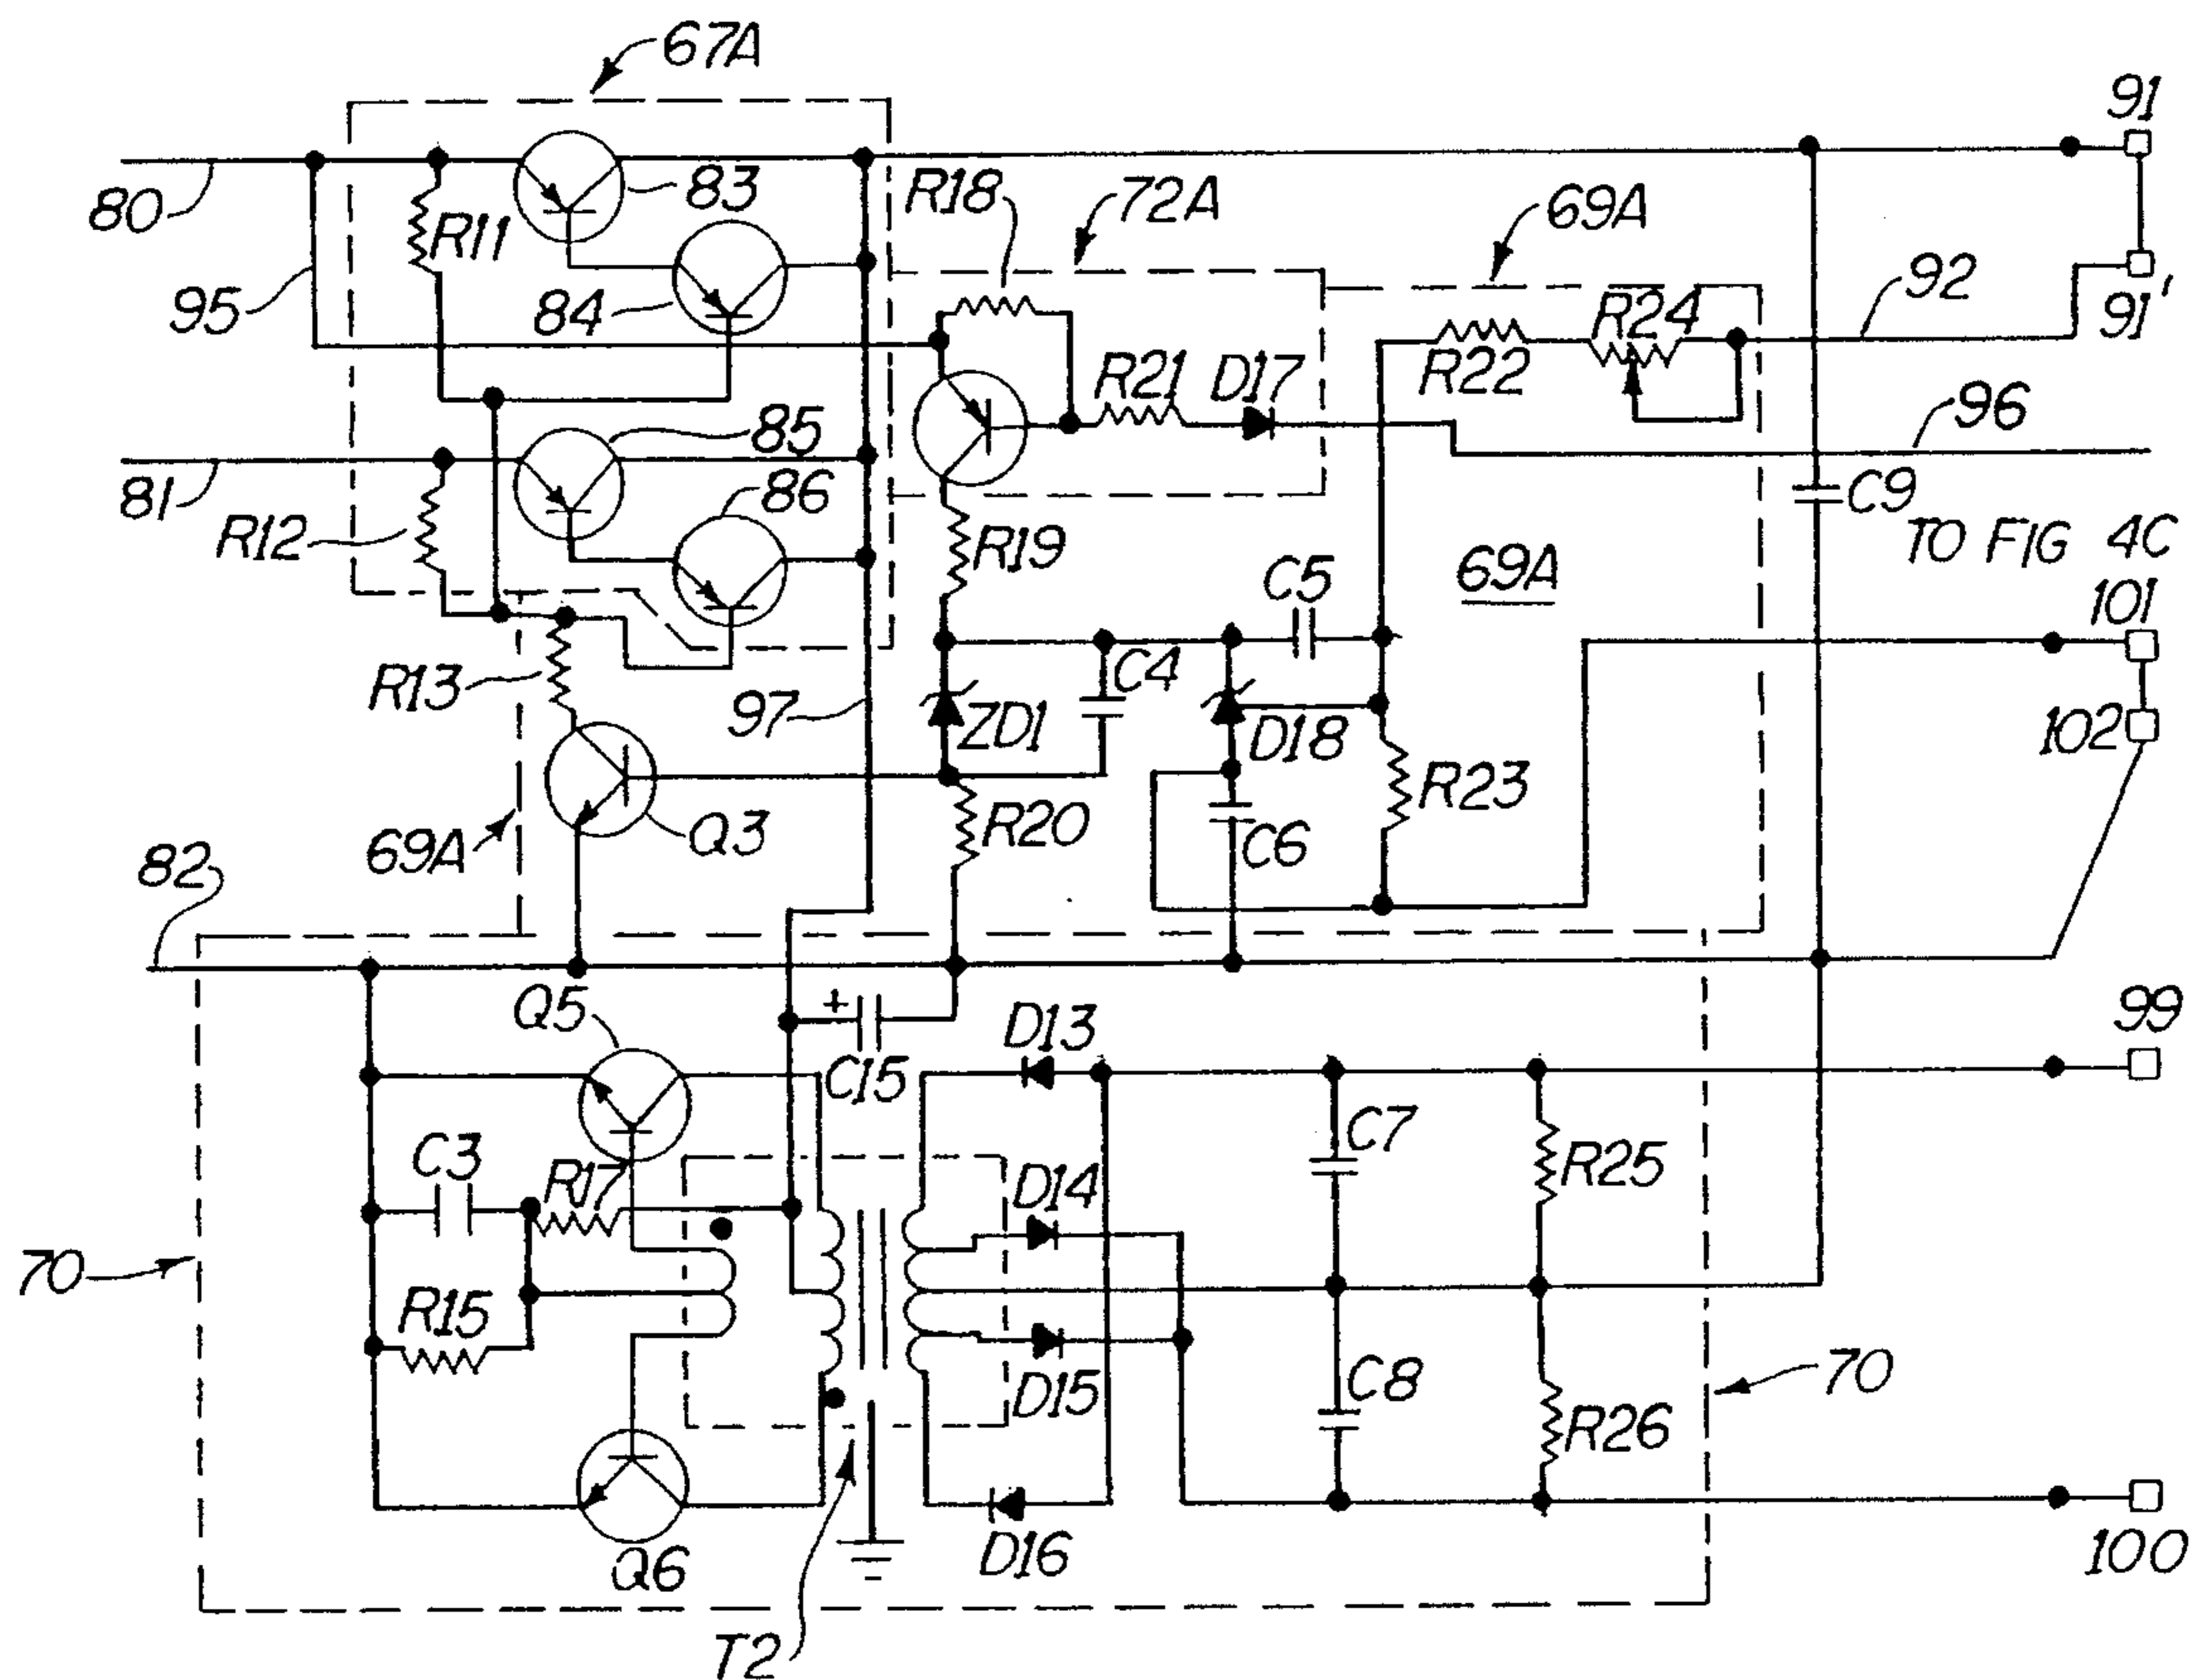 67A
91
80
R11
83
R18
72A
69A
95
84
R21
D17
R22
R24
92
91'
96
81
85
86
R12
R19
C9
TO FIG 4C
69A
C5
101
R13
97
ZD1
C4
D18
102
R23
Q3
R20
C6
69A
82
Q5
+
C15
D13
99
C3
R17
D14
C7
R25
70
R15
D15
C8
70
R26
Q6
D16
100
T2